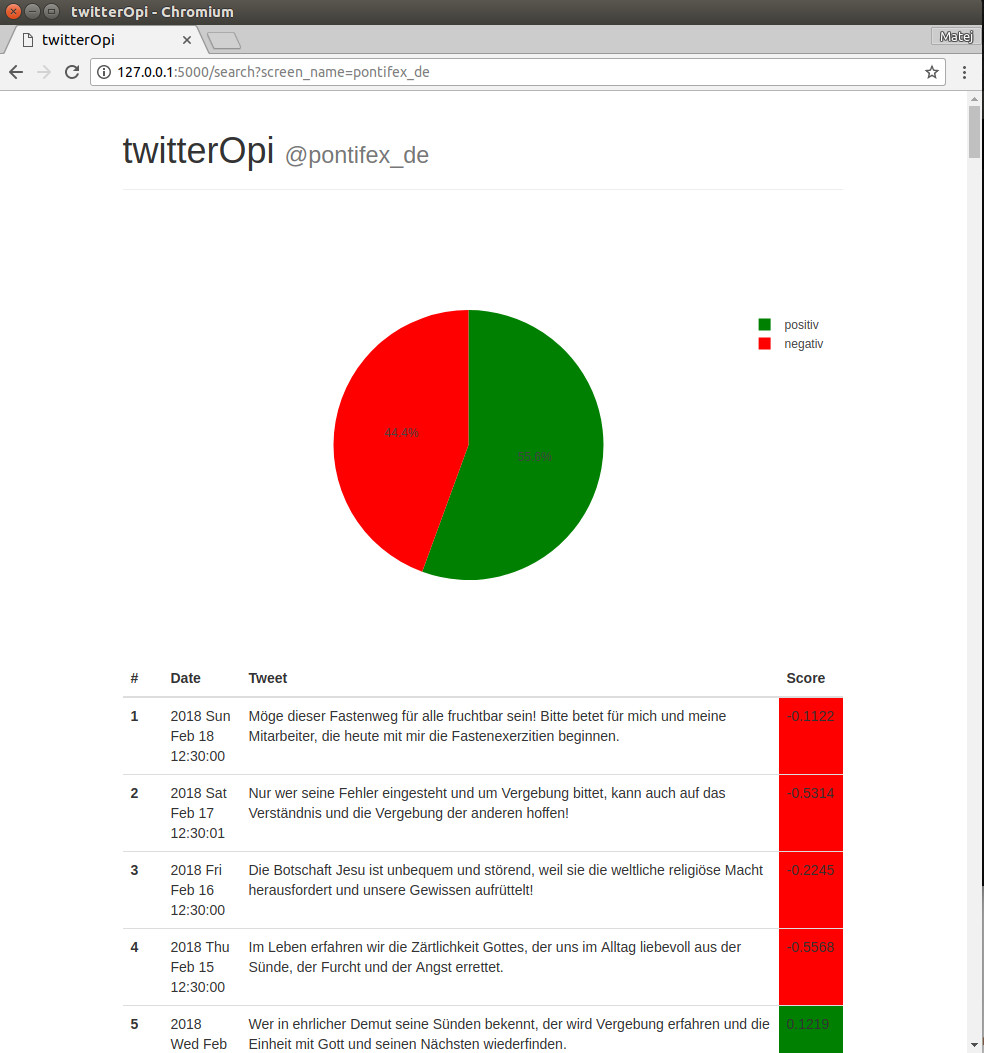 twitterOpi - Chromium
twitterOpi
Matej
127.0.0.1:5000/search?screen_name=pontifex_de
twitterOpi @pontifex_de
positiv
negativ
44.4%
55.6%
# Date Tweet Score
1 2018 Sun Möge dieser Fastenweg für alle fruchtbar sein! Bitte betet für mich und meine -0.1122
Feb 18 Mitarbeiter, die heute mit mir die Fastenexerzitien beginnen.
12:30:00
2 2018 Sat Nur wer seine Fehler eingesteht und um Vergebung bittet, kann auch auf das -0.5314
Feb 17 Verständnis und die Vergebung der anderen hoffen!
12:30:01
3 2018 Fri Die Botschaft Jesu ist unbequem und störend, weil sie die weltliche religiöse Macht -0.2245
Feb 16 herausfordert und unsere Gewissen aufrüttelt!
12:30:00
4 2018 Thu Im Leben erfahren wir die Zärtlichkeit Gottes, der uns im Alltag liebevoll aus der -0.5568
Feb 15 Sünde, der Furcht und der Angst errettet.
12:30:00
5 2018 Wer in ehrlicher Demut seine Sünden bekennt, der wird Vergebung erfahren und die 0.1219
Wed Feb Einheit mit Gott und seinen Nächsten wiederfinden.